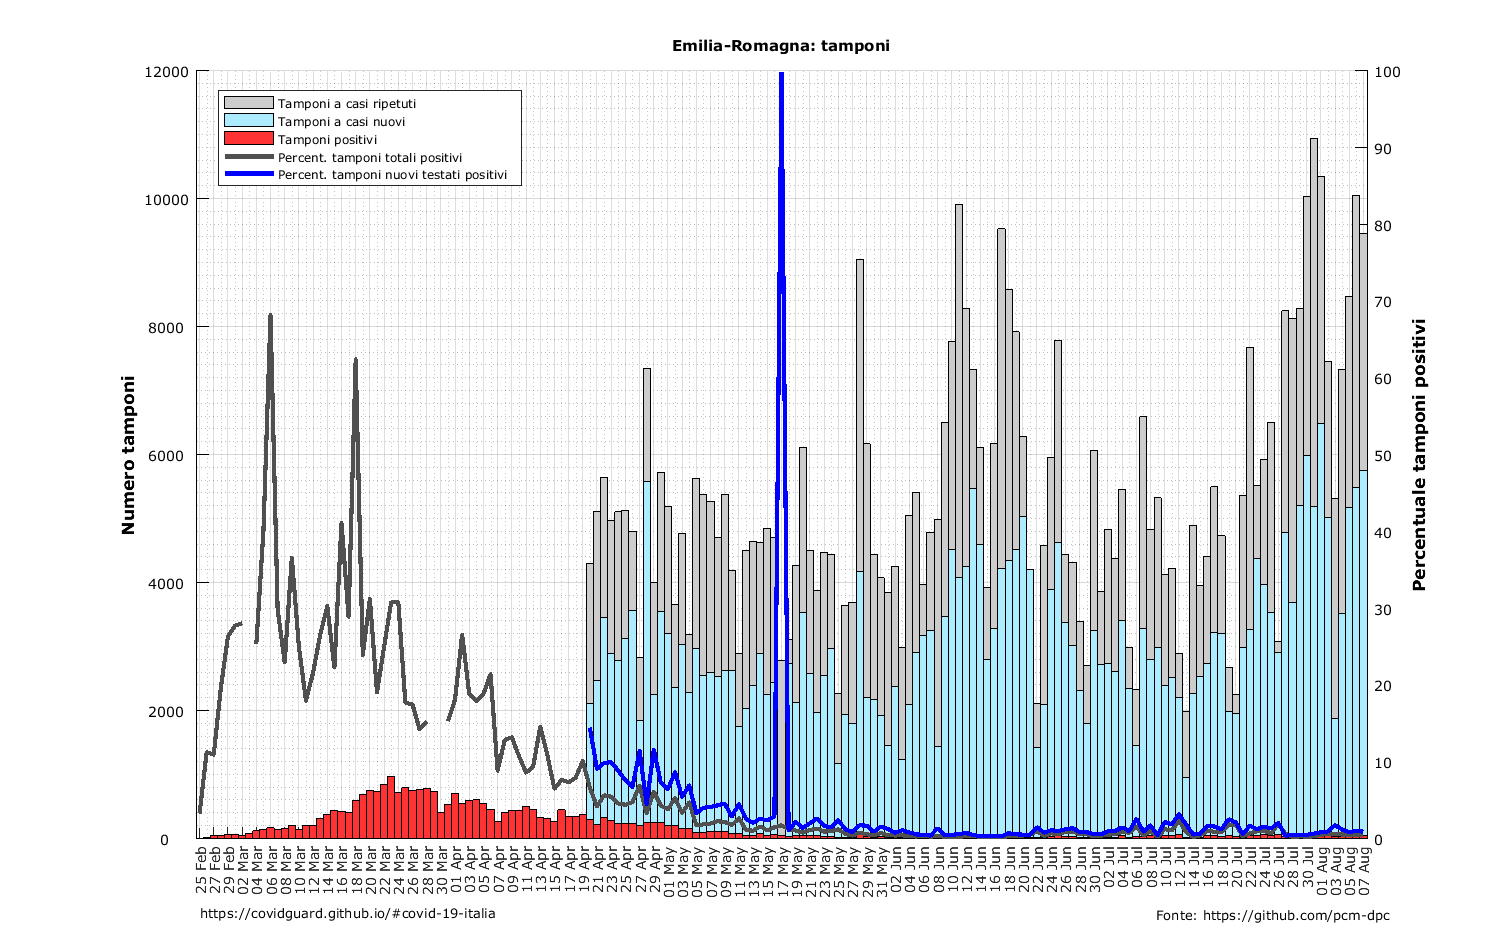 Emilia-Romagna: tamponi
12000
10000
8000
6000
4000
2000
0
Numero tamponi
Tamponi a casi ripetuti
Tamponi a casi nuovi
Tamponi positivi
Percent. tamponi totali positivi
Percent. tamponi nuovi testati positivi
100
90
80
70
60
50
40
30
20
10
0
Percentuale tamponi positivi
25 Feb
27 Feb
29 Feb
02 Mar
04 Mar
06 Mar
08 Mar
10 Mar
12 Mar
14 Mar
16 Mar
18 Mar
20 Mar
22 Mar
24 Mar
26 Mar
28 Mar
30 Mar
01 Apr
03 Apr
05 Apr
07 Apr
09 Apr
11 Apr
13 Apr
15 Apr
17 Apr
19 Apr
21 Apr
23 Apr
25 Apr
27 Apr
29 Apr
01 May
03 May
05 May
07 May
09 May
11 May
13 May
15 May
17 May
19 May
21 May
23 May
25 May
27 May
29 May
31 May
02 Jun
04 Jun
06 Jun
08 Jun
10 Jun
12 Jun
14 Jun
16 Jun
18 Jun
20 Jun
22 Jun
24 Jun
26 Jun
28 Jun
30 Jun
02 Jul
04 Jul
06 Jul
08 Jul
10 Jul
12 Jul
14 Jul
16 Jul
18 Jul
20 Jul
22 Jul
24 Jul
26 Jul
28 Jul
30 Jul
01 Aug
03 Aug
05 Aug
07 Aug
https://covidguard.github.io/#covid-19-italia
Fonte: https://github.com/pcm-dpc